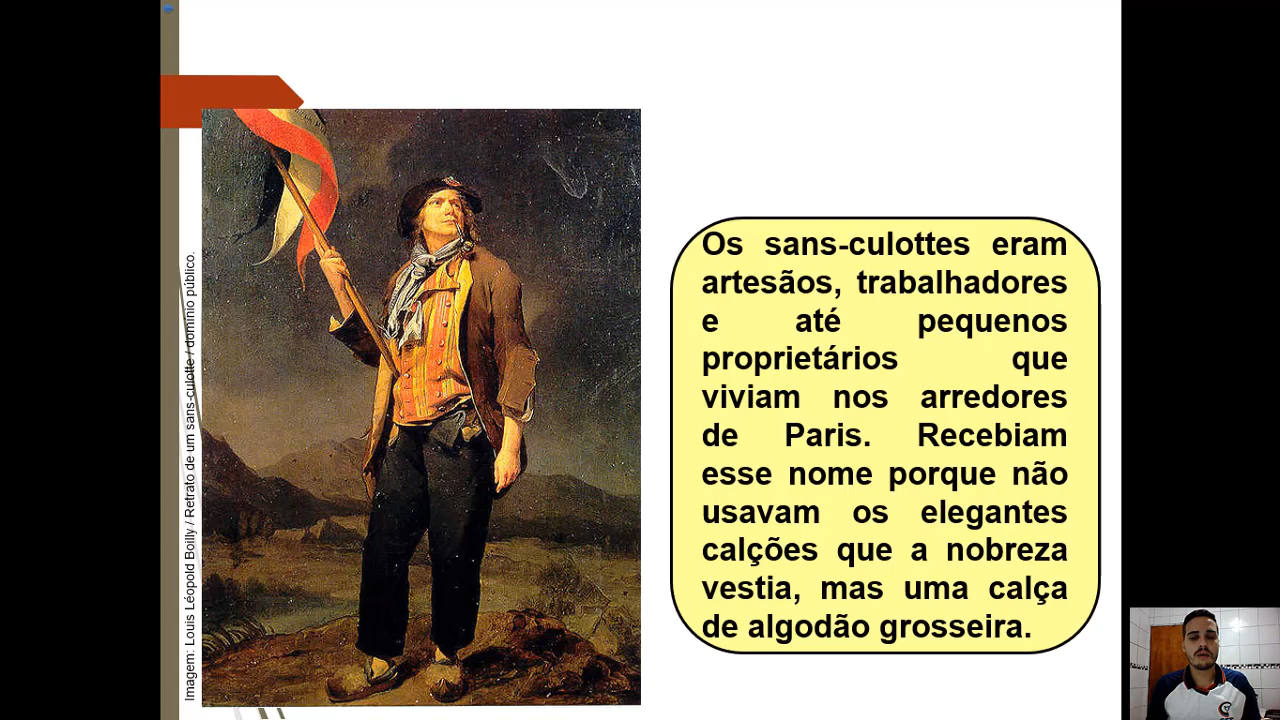 Imagem: Louis Léopold Boilly / Retrato de um sans-culotte / domínio público.
Os sans-culottes eram
artesãos, trabalhadores
e até pequenos
proprietários que
viviam nos arredores
de Paris. Recebiam
esse nome porque não
usavam os elegantes
calções que a nobreza
vestia, mas uma calça
de algodão grosseira.